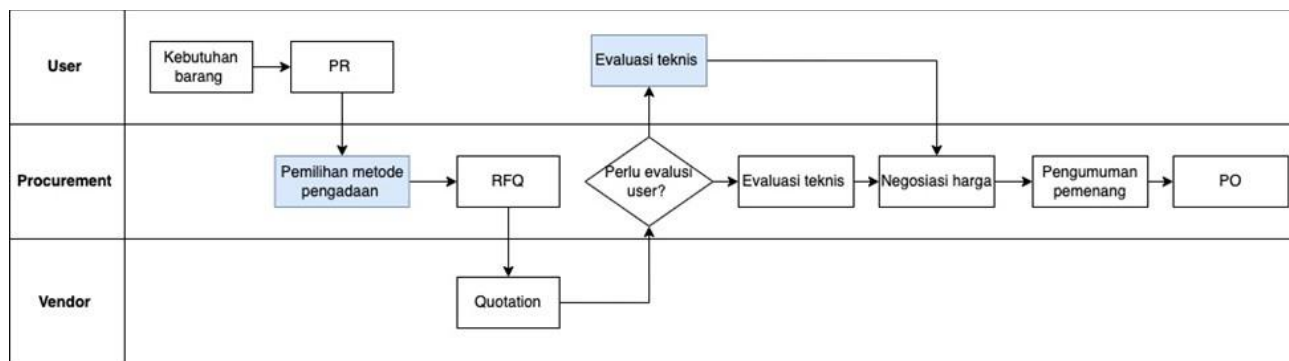 User
Kebutuhan
barang
PR
Evaluasi teknis
Procurement
Pemilihan metode
pengadaan
RFQ
Perlu evalusi
user?
Evaluasi teknis
Negosiasi harga
Pengumuman
pemenang
PO
Vendor
Quotation